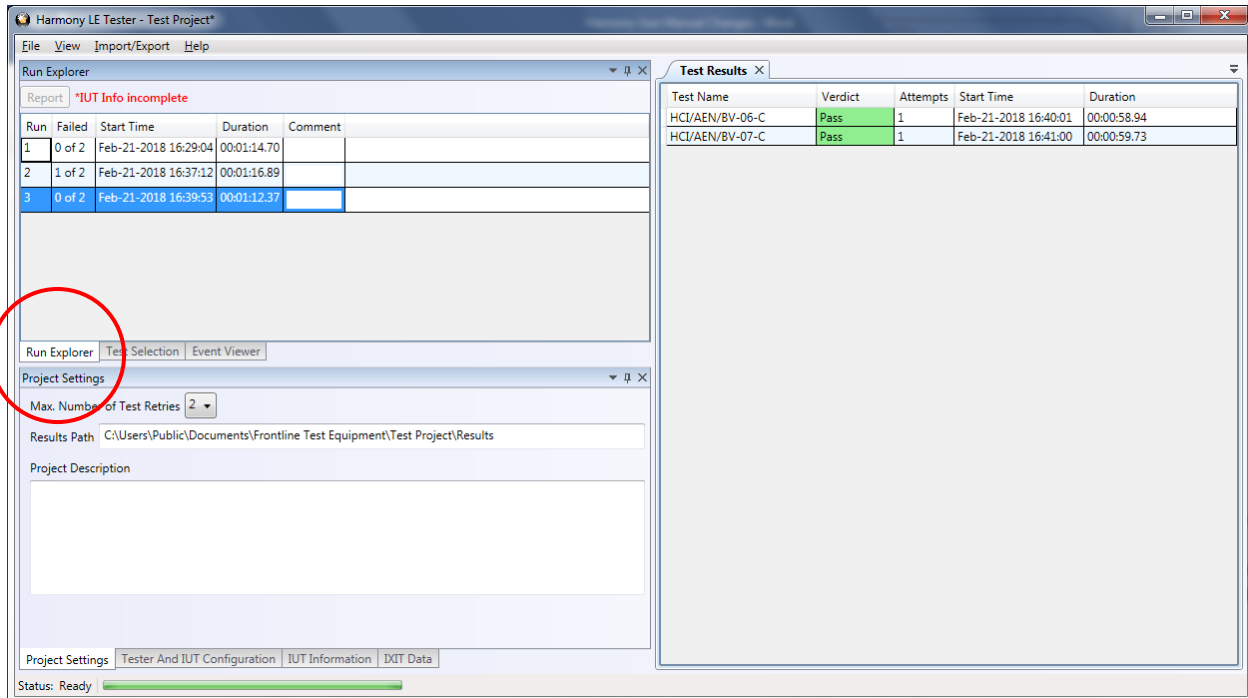 Harmony LE Tester - Test Project*
File View Import/Export Help
Run Explorer
Report *IUT Info incomplete
Run Failed Start Time Duration Comment
1 0 of 2 Feb-21-2018 16:29:04 00:01:14.70
2 1 of 2 Feb-21-2018 16:37:12 00:01:16.89
3 0 of 2 Feb-21-2018 16:39:53 00:01:12.37
Run Explorer Test Selection Event Viewer
Project Settings
Max. Number of Test Retries 2
Results Path C:\Users\Public\Documents\Frontline Test Equipment\Test Project\Results
Project Description
Project Settings Tester And IUT Configuration IUT Information IXIT Data
Status: Ready
Test Results
Test Name Verdict Attempts Start Time Duration
HCI/AEN/BV-06-C Pass 1 Feb-21-2018 16:40:01 00:00:58.94
HCI/AEN/BV-07-C Pass 1 Feb-21-2018 16:41:00 00:00:59.73